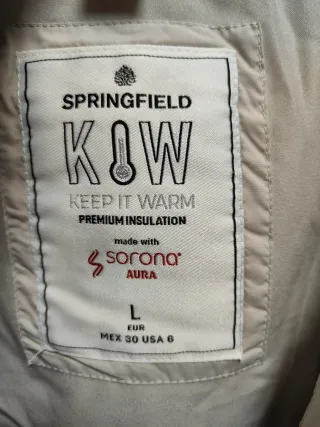 SPRINGFIELD
KIW
KEEP IT WARM
PREMIUM INSULATION
made with
sorona®
AURA
L
EUR
MEX 30 USA 6